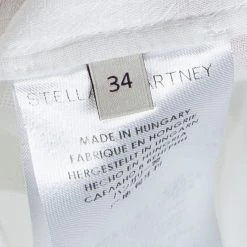 34
STELLA McCARTNEY
MADE IN HUNGARY
FABRIQUE EN HONGRIE
HERGESTELLT IN UNGARN
HECHO EN HUNGRIA